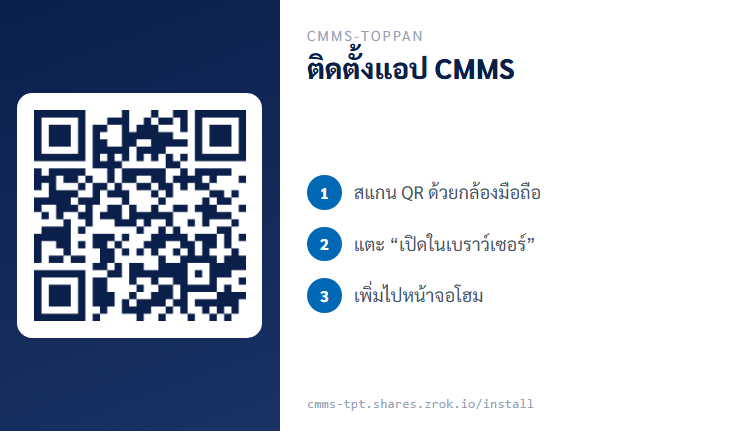 CMMS-TOPPAN
ติดตั้งแอป CMMS
1 สแกน QR ด้วยกล้องมือถือ
2 แตะ “เปิดในเบราว์เซอร์”
3 เพิ่มไปหน้าจอโฮม
cmms-tpt.shares.zrok.io/install